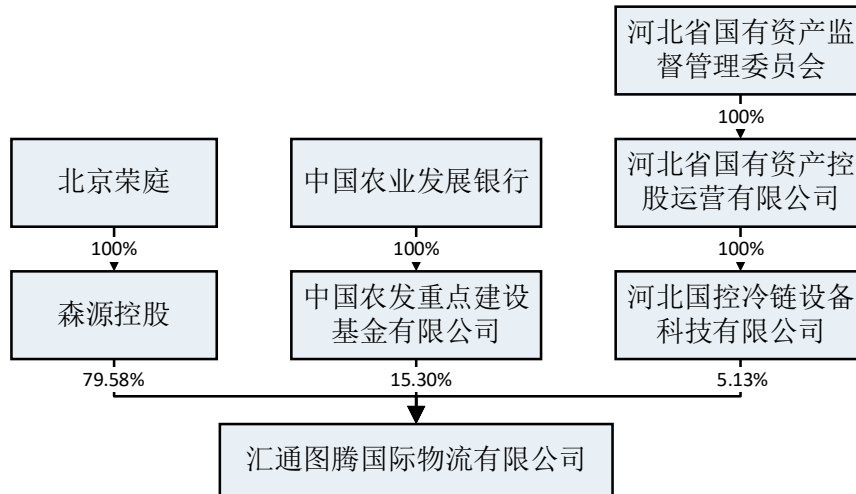 河北省国有资产监
督管理委员会
100%
北京荣庭
中国农业发展银行
河北省国有资产控
股运营有限公司
100%
100%
100%
森源控股
中国农发重点建设
基金有限公司
河北国控冷链设备
科技有限公司
79.58%
15.30%
5.13%
汇通图腾国际物流有限公司